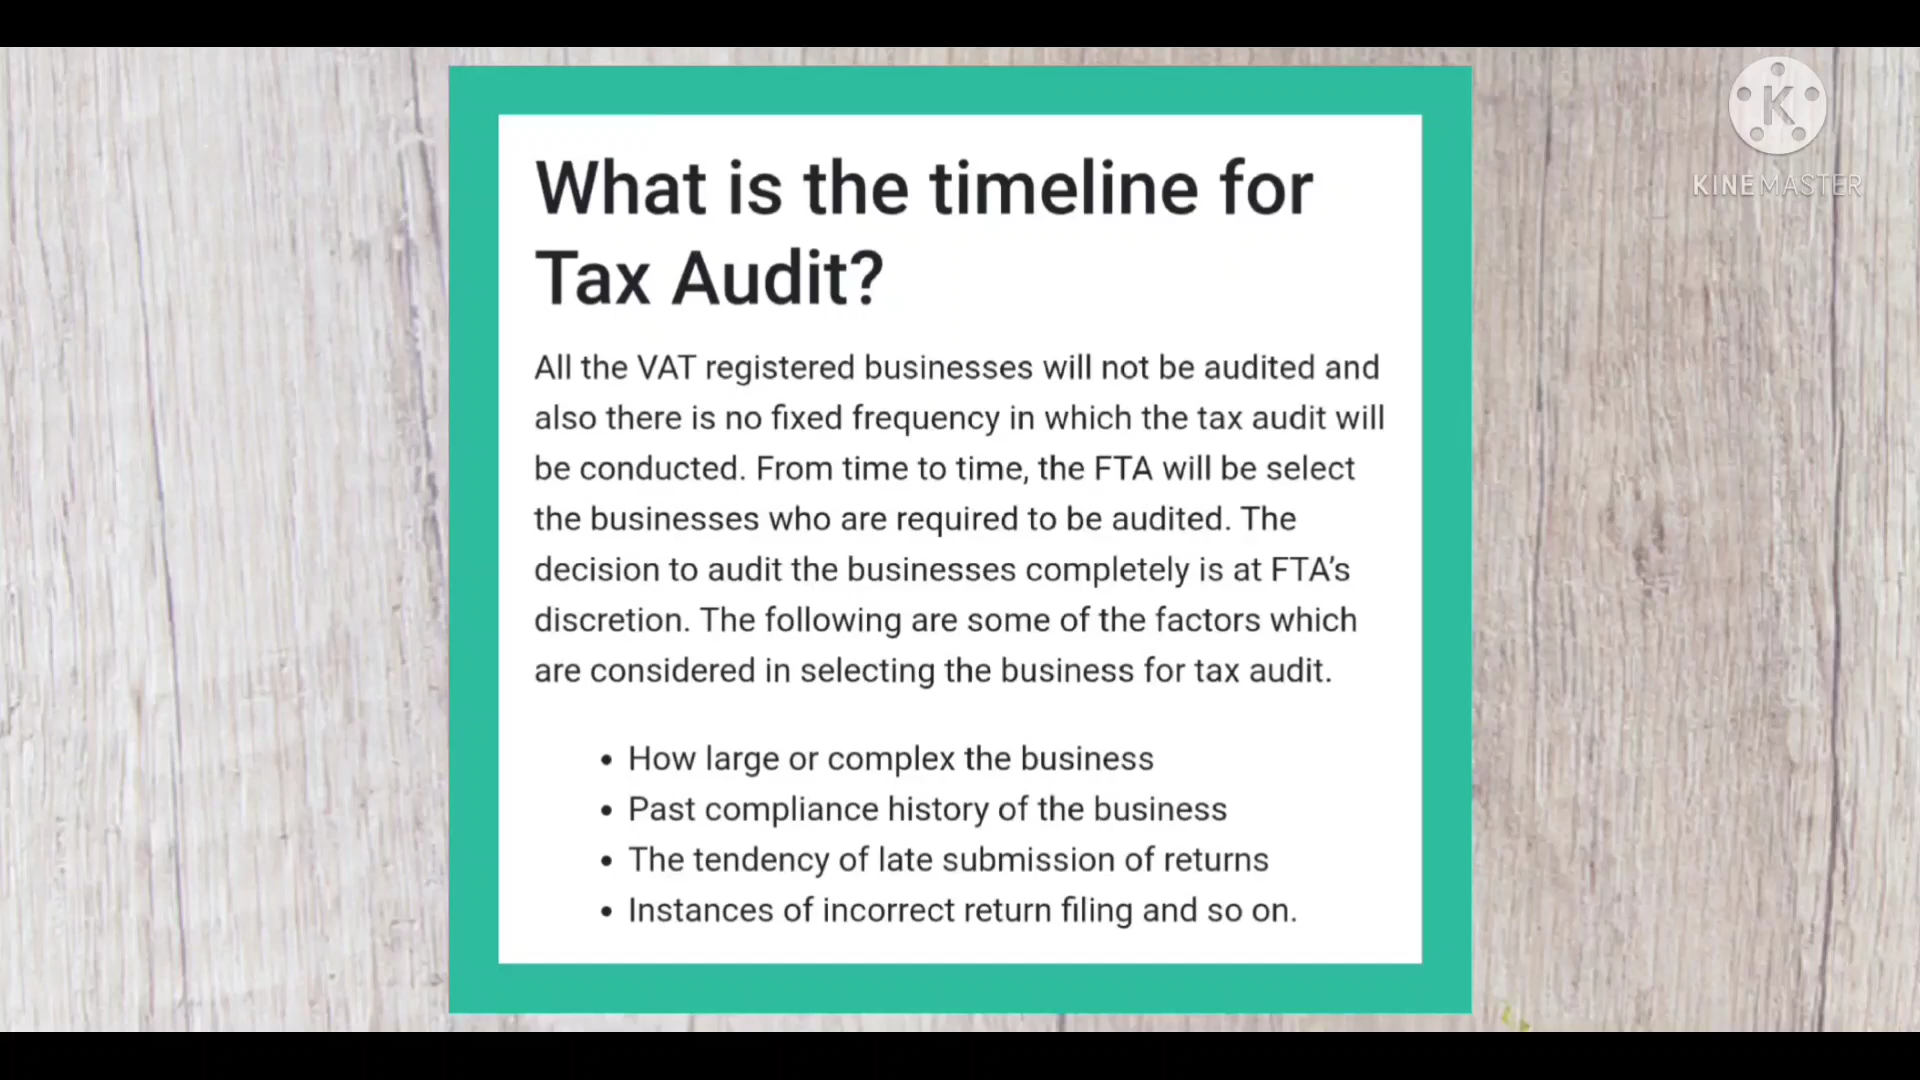 What is the timeline for
Tax Audit?
All the VAT registered businesses will not be audited and
also there is no fixed frequency in which the tax audit will
be conducted. From time to time, the FTA will be select
the businesses who are required to be audited. The
decision to audit the businesses completely is at FTA’s
discretion. The following are some of the factors which
are considered in selecting the business for tax audit.
• How large or complex the business
• Past compliance history of the business
• The tendency of late submission of returns
• Instances of incorrect return filing and so on.
K
KINEMASTER